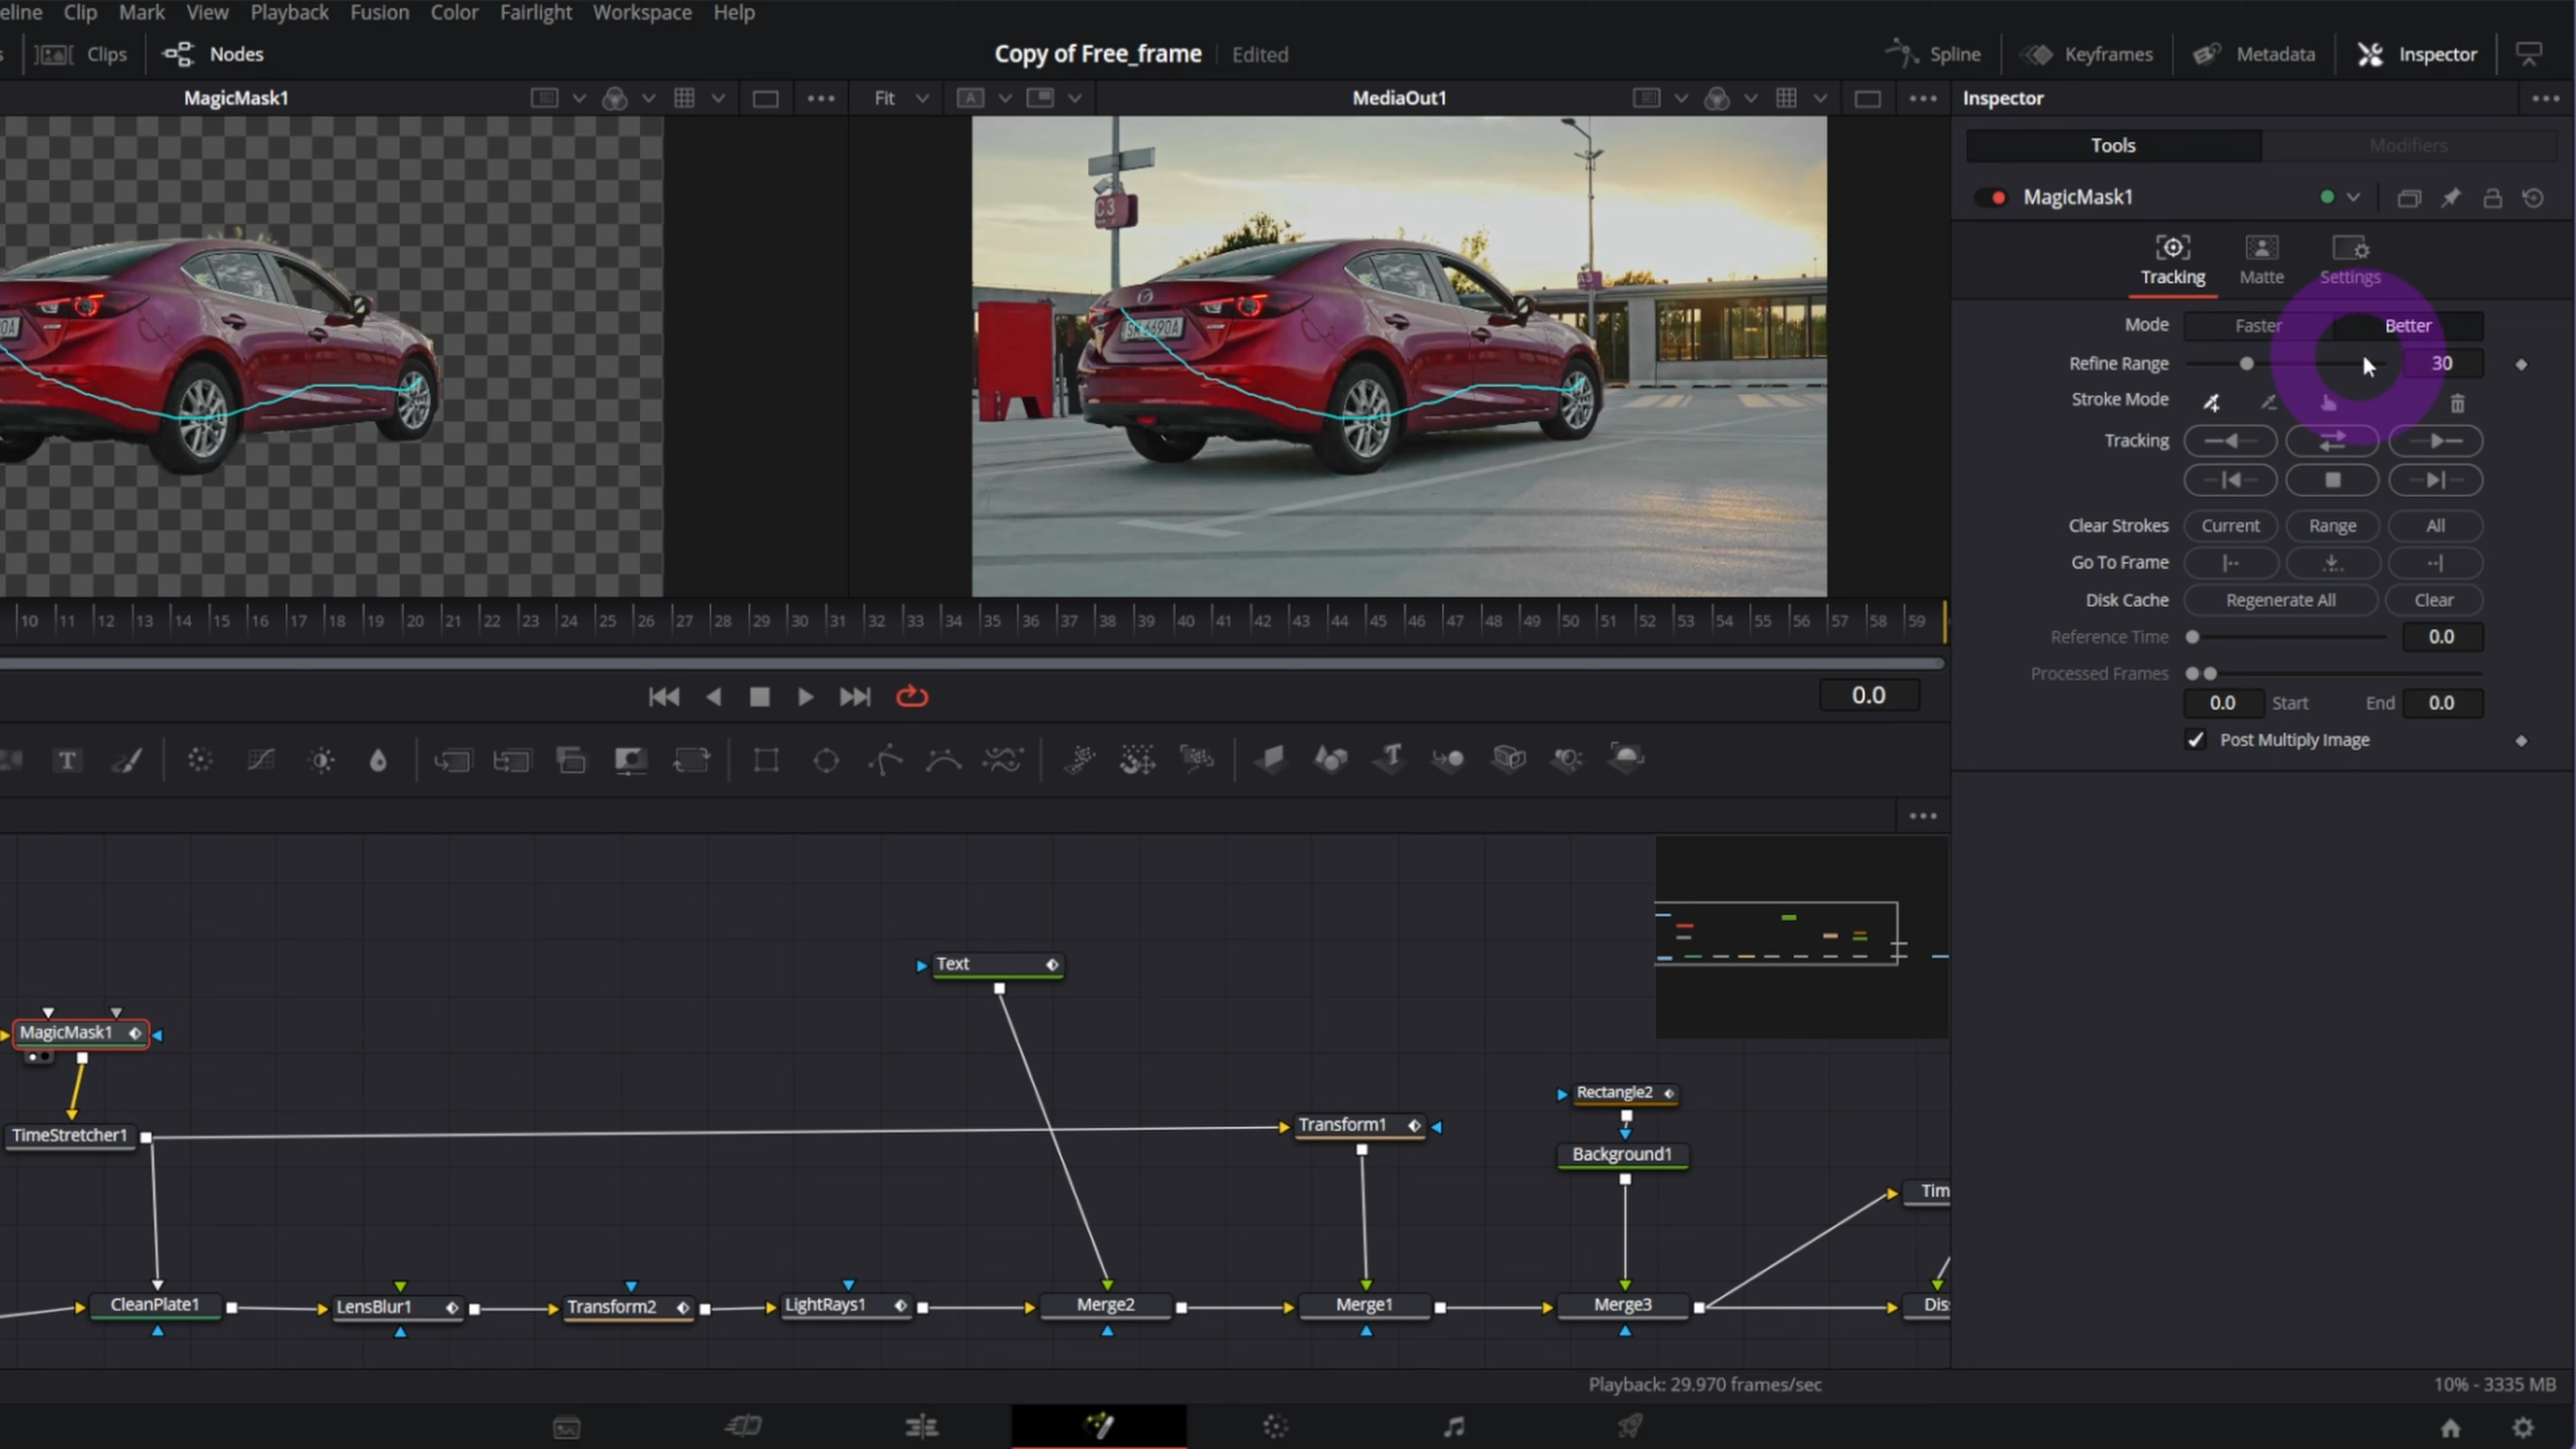 eline Clip Mark View Playback Fusion Color Fairlight Workspace Help
s Clips Nodes Copy of Free_frame Edited Spline Keyframes Metadata Inspector
MagicMask1 Fit A MediaOut1 Inspector
Tools Modifiers
MagicMask1
Tracking Matte Settings
Mode Faster Better
Refine Range 30
Stroke Mode
Tracking
Clear Strokes Current Range All
Go To Frame
Disk Cache Regenerate All Clear
Reference Time 0.0
Processed Frames
0.0 Start End 0.0
Post Multiply Image
C3
A3
0A
10 11 12 13 14 15 16 17 18 19 20 21 22 23 24 25 26 27 28 29 30 31 32 33 34 35 36 37 38 39 40 41 42 43 44 45 46 47 48 49 50 51 52 53 54 55 56 57 58 59
0.0
T
Text
MagicMask1
Rectangle2
TimeStretcher1 Transform1
Background1
Tim
CleanPlate1 LensBlur1 Transform2 LightRays1 Merge2 Merge1 Merge3 Dis
Playback: 29.970 frames/sec 10% - 3335 MB